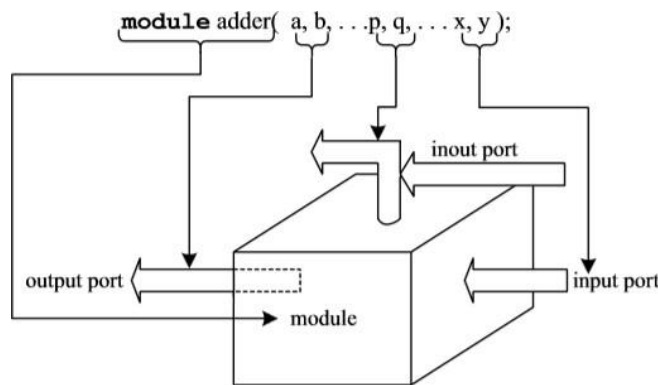 module adder( a, b, . . . p, q, . . . x, y );
inout port
output port
input port
module